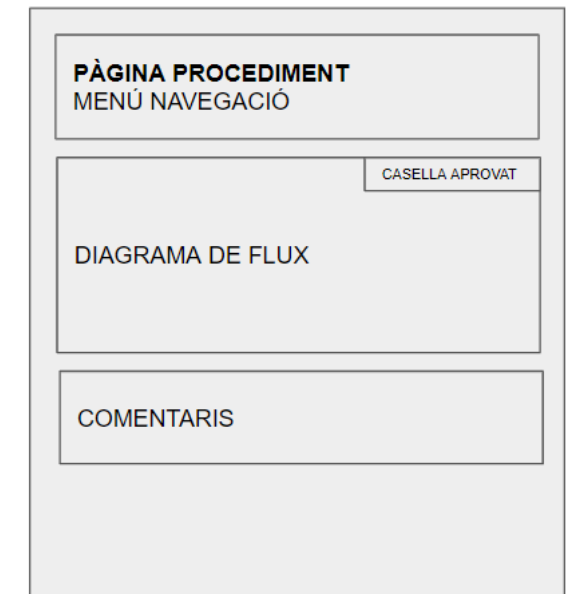 PÀGINA PROCEDIMENT
MENÚ NAVEGACIÓ
CASELLA APROVAT
DIAGRAMA DE FLUX
COMENTARIS